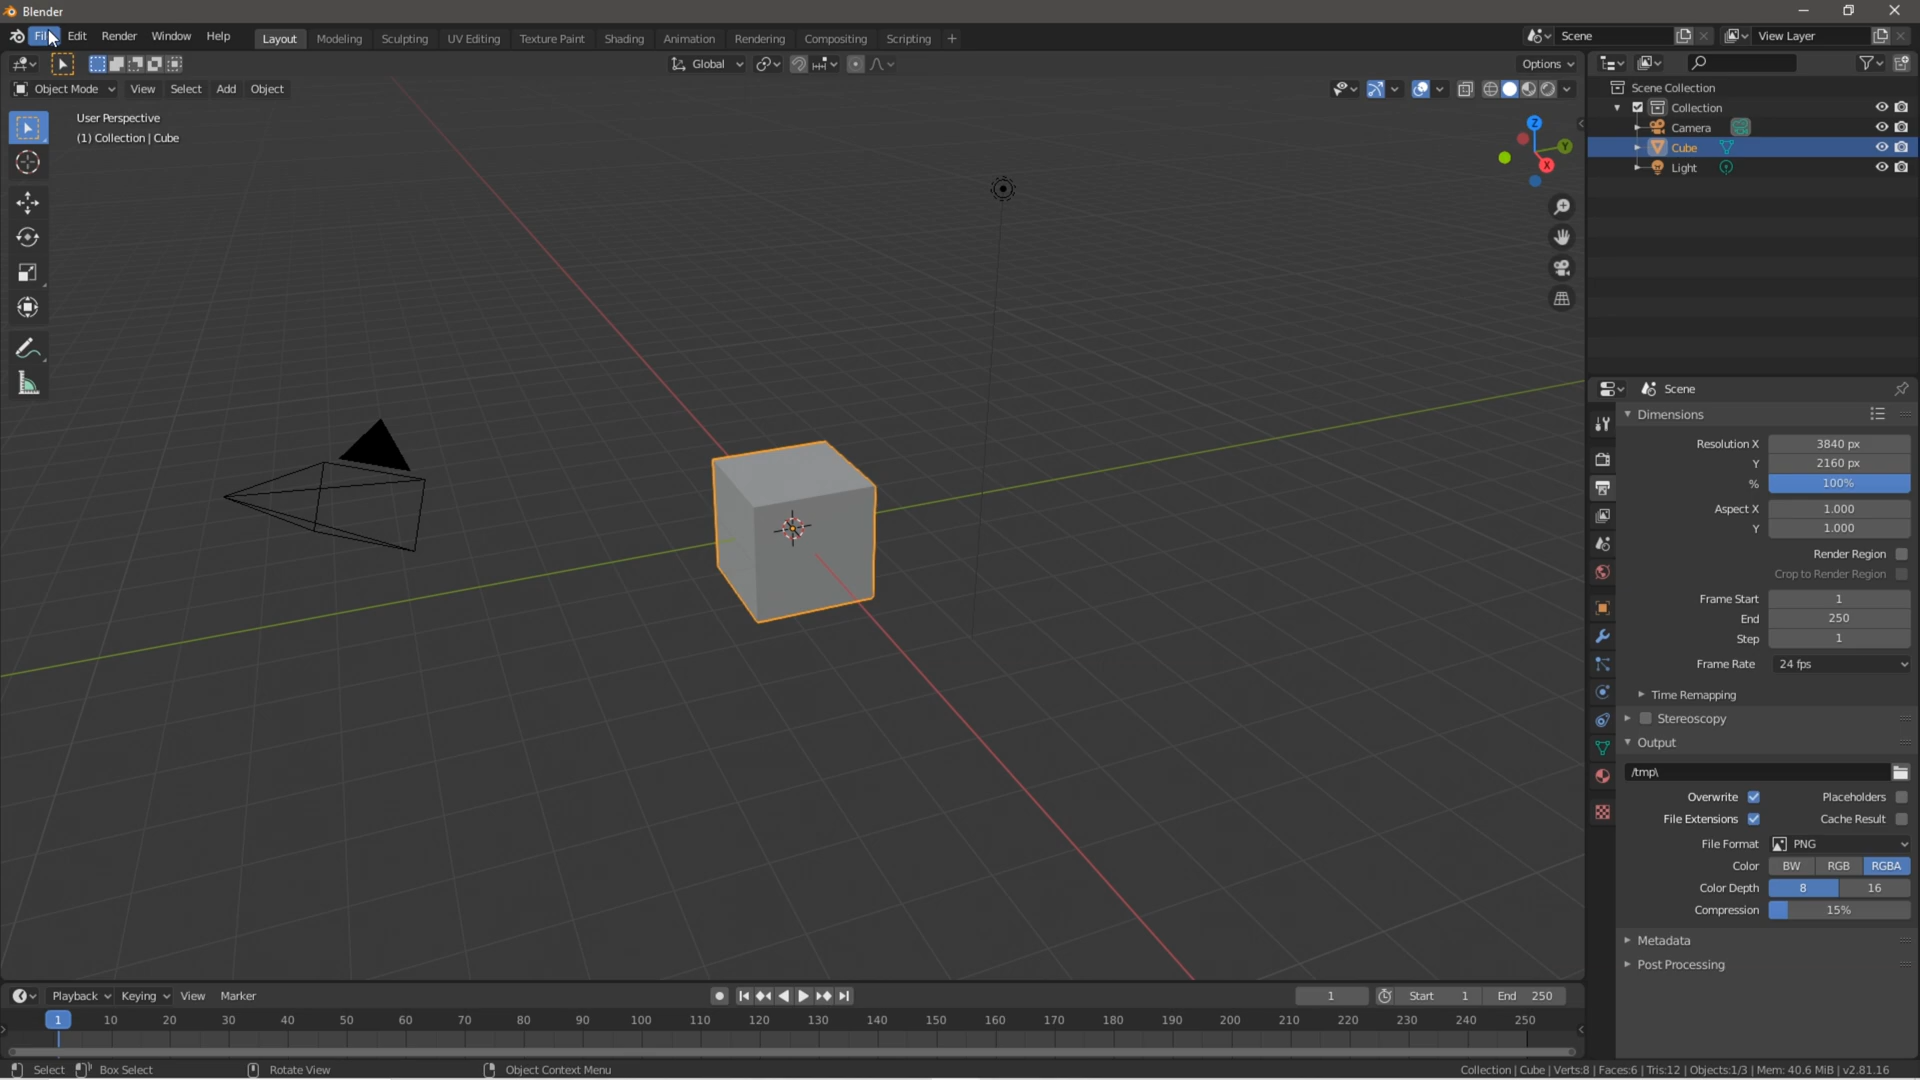 Blender
File Edit Render Window Help Layout Modeling Sculpting UV Editing Texture Paint Shading Animation Rendering Compositing Scripting + Scene View Layer
Global Options
Object Mode View Select Add Object
User Perspective
(1) Collection | Cube
Z
Y
X
Scene Collection
Collection
Camera
Cube
Light
Scene
Dimensions
Resolution X 3840 px
Y 2160 px
% 100%
Aspect X 1.000
Y 1.000
Render Region
Crop to Render Region
Frame Start 1
End 250
Step 1
Frame Rate 24 fps
Time Remapping
Stereoscopy
Output
/tmp\
Overwrite Placeholders
File Extensions Cache Result
File Format PNG
Color BW RGB RGBA
Color Depth 8 16
Compression 15%
Metadata
Post Processing
Playback Keying View Marker 1 Start 1 End 250
1 10 20 30 40 50 60 70 80 90 100 110 120 130 140 150 160 170 180 190 200 210 220 230 240 250
Select Box Select Rotate View Object Context Menu Collection | Cube | Verts:8 | Faces:6 | Tris:12 | Objects:1/3 | Mem: 40.6 MiB | v2.81.16